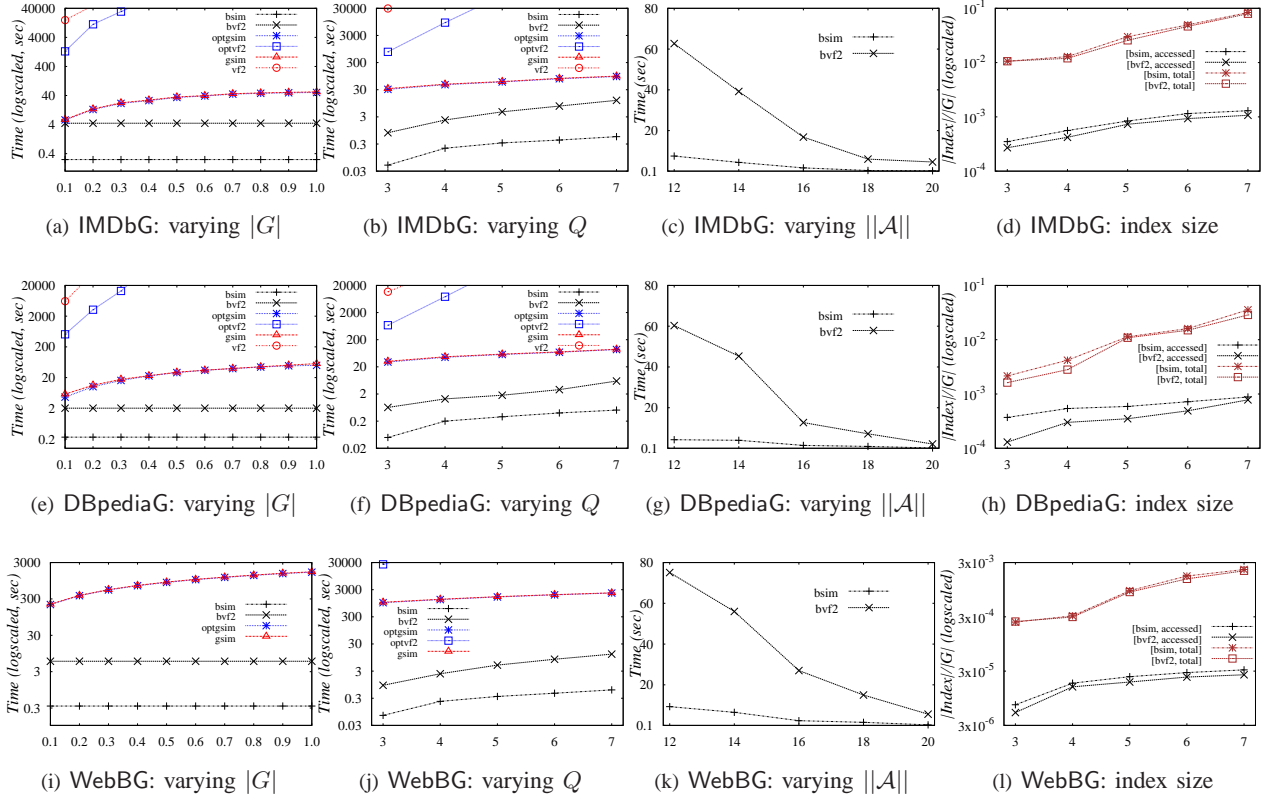 Time (logscaled, sec)
40000
4000
400
40
4
0.4
bsim
bvf2
optgsim
optvf2
gsim
vf2
0.1 0.2 0.3 0.4 0.5 0.6 0.7 0.8 0.9 1.0
(a) IMDbG: varying |G|
Time (logscaled, sec)
30000
3000
300
30
3
0.3
0.03
bsim
bvf2
optgsim
optvf2
gsim
vf2
3 4 5 6 7
(b) IMDbG: varying Q
Time (sec)
80
60
40
20
0.1
bsim
bvf2
12 14 16 18 20
(c) IMDbG: varying ||𝒜||
|Index|/|G| (logscaled)
10⁻¹
10⁻²
10⁻³
10⁻⁴
[bsim, accessed]
[bvf2, accessed]
[bsim, total]
[bvf2, total]
3 4 5 6 7
(d) IMDbG: index size
Time (logscaled, sec)
20000
2000
200
20
2
0.2
bsim
bvf2
optgsim
optvf2
gsim
vf2
0.1 0.2 0.3 0.4 0.5 0.6 0.7 0.8 0.9 1.0
(e) DBpediaG: varying |G|
Time (logscaled, sec)
20000
2000
200
20
2
0.2
0.02
bsim
bvf2
optgsim
optvf2
gsim
vf2
3 4 5 6 7
(f) DBpediaG: varying Q
Time (sec)
80
60
40
20
0.1
bsim
bvf2
12 14 16 18 20
(g) DBpediaG: varying ||𝒜||
|Index|/|G| (logscaled)
10⁻¹
10⁻²
10⁻³
10⁻⁴
[bsim, accessed]
[bvf2, accessed]
[bsim, total]
[bvf2, total]
3 4 5 6 7
(h) DBpediaG: index size
Time (logscaled, sec)
3000
300
30
3
0.3
bsim
bvf2
optgsim
gsim
0.1 0.2 0.3 0.4 0.5 0.6 0.7 0.8 0.9 1.0
(i) WebBG: varying |G|
Time (logscaled, sec)
30000
3000
300
30
3
0.3
0.03
bsim
bvf2
optgsim
optvf2
gsim
3 4 5 6 7
(j) WebBG: varying Q
Time (sec)
80
60
40
20
0.1
bsim
bvf2
12 14 16 18 20
(k) WebBG: varying ||𝒜||
|Index|/|G| (logscaled)
3x10⁻³
3x10⁻⁴
3x10⁻⁵
3x10⁻⁶
[bsim, accessed]
[bvf2, accessed]
[bsim, total]
[bvf2, total]
3 4 5 6 7
(l) WebBG: index size